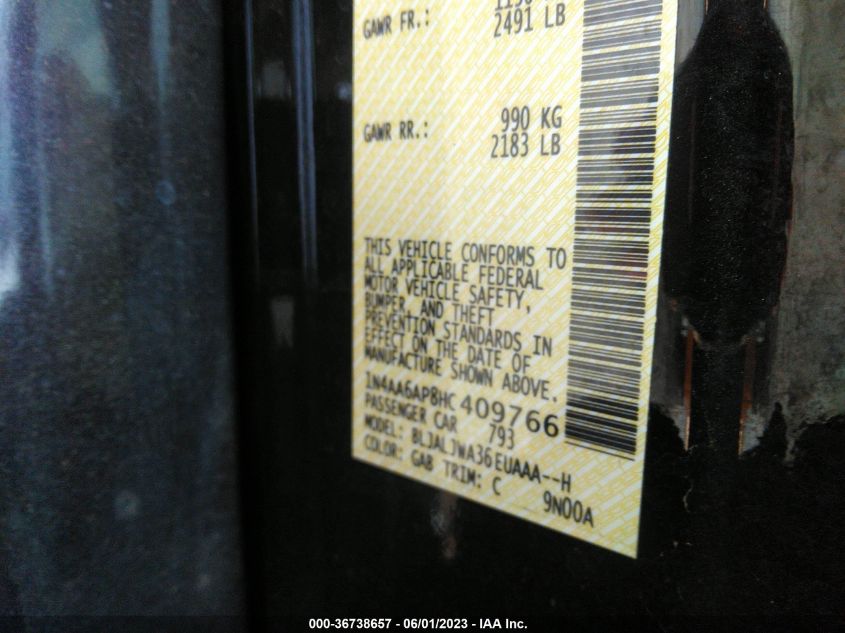 GAWR FR.:
2491 LB
GAWR RR.: 990 KG
2183 LB
THIS VEHICLE CONFORMS TO
ALL APPLICABLE FEDERAL
MOTOR VEHICLE SAFETY,
BUMPER, AND THEFT
PREVENTION STANDARDS IN
EFFECT ON THE DATE OF
MANUFACTURE SHOWN ABOVE.
1N4AA6AP8HC409766
PASSENGER CAR 793
MODEL: BLJALJWA36EUAAA--H
COLOR: GAB TRIM: C
9N00A
000-36738657 - 06/01/2023 - IAA Inc.